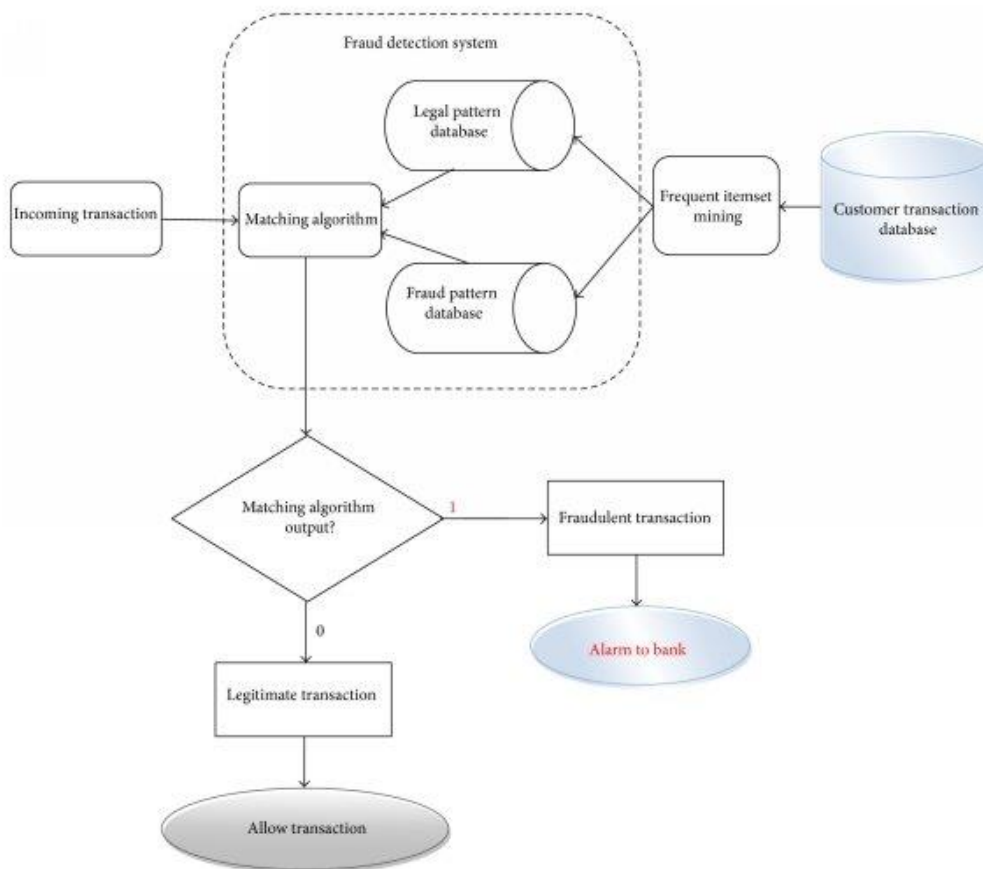 Fraud detection system
Legal pattern
database
Incoming transaction
Matching algorithm
Frequent itemset
mining
Customer transaction
database
Fraud pattern
database
Matching algorithm
output?
1
Fraudulent transaction
0
Alarm to bank
Legitimate transaction
Allow transaction